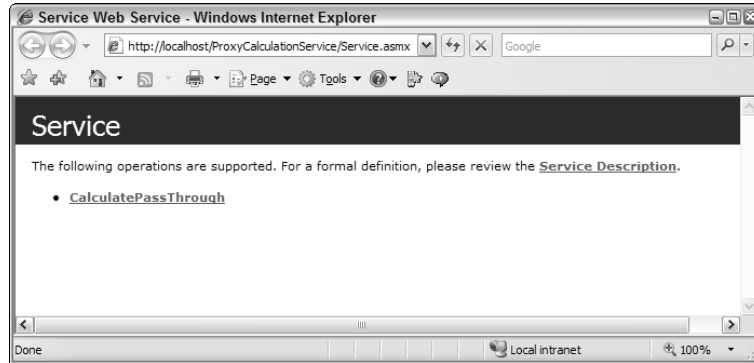 Service Web Service - Windows Internet Explorer
http://localhost/ProxyCalculationService/Service.asmx
Google
Page
Tools
Service
The following operations are supported. For a formal definition, please review the Service Description.
CalculatePassThrough
Done
Local intranet
100%